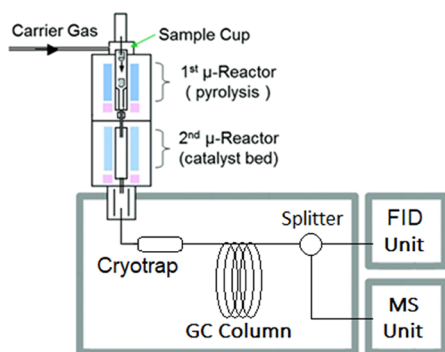 Carrier Gas
Sample Cup
1st μ-Reactor
( pyrolysis )
2nd μ-Reactor
(catalyst bed)
Splitter
FID
Unit
Cryotrap
GC Column
MS
Unit